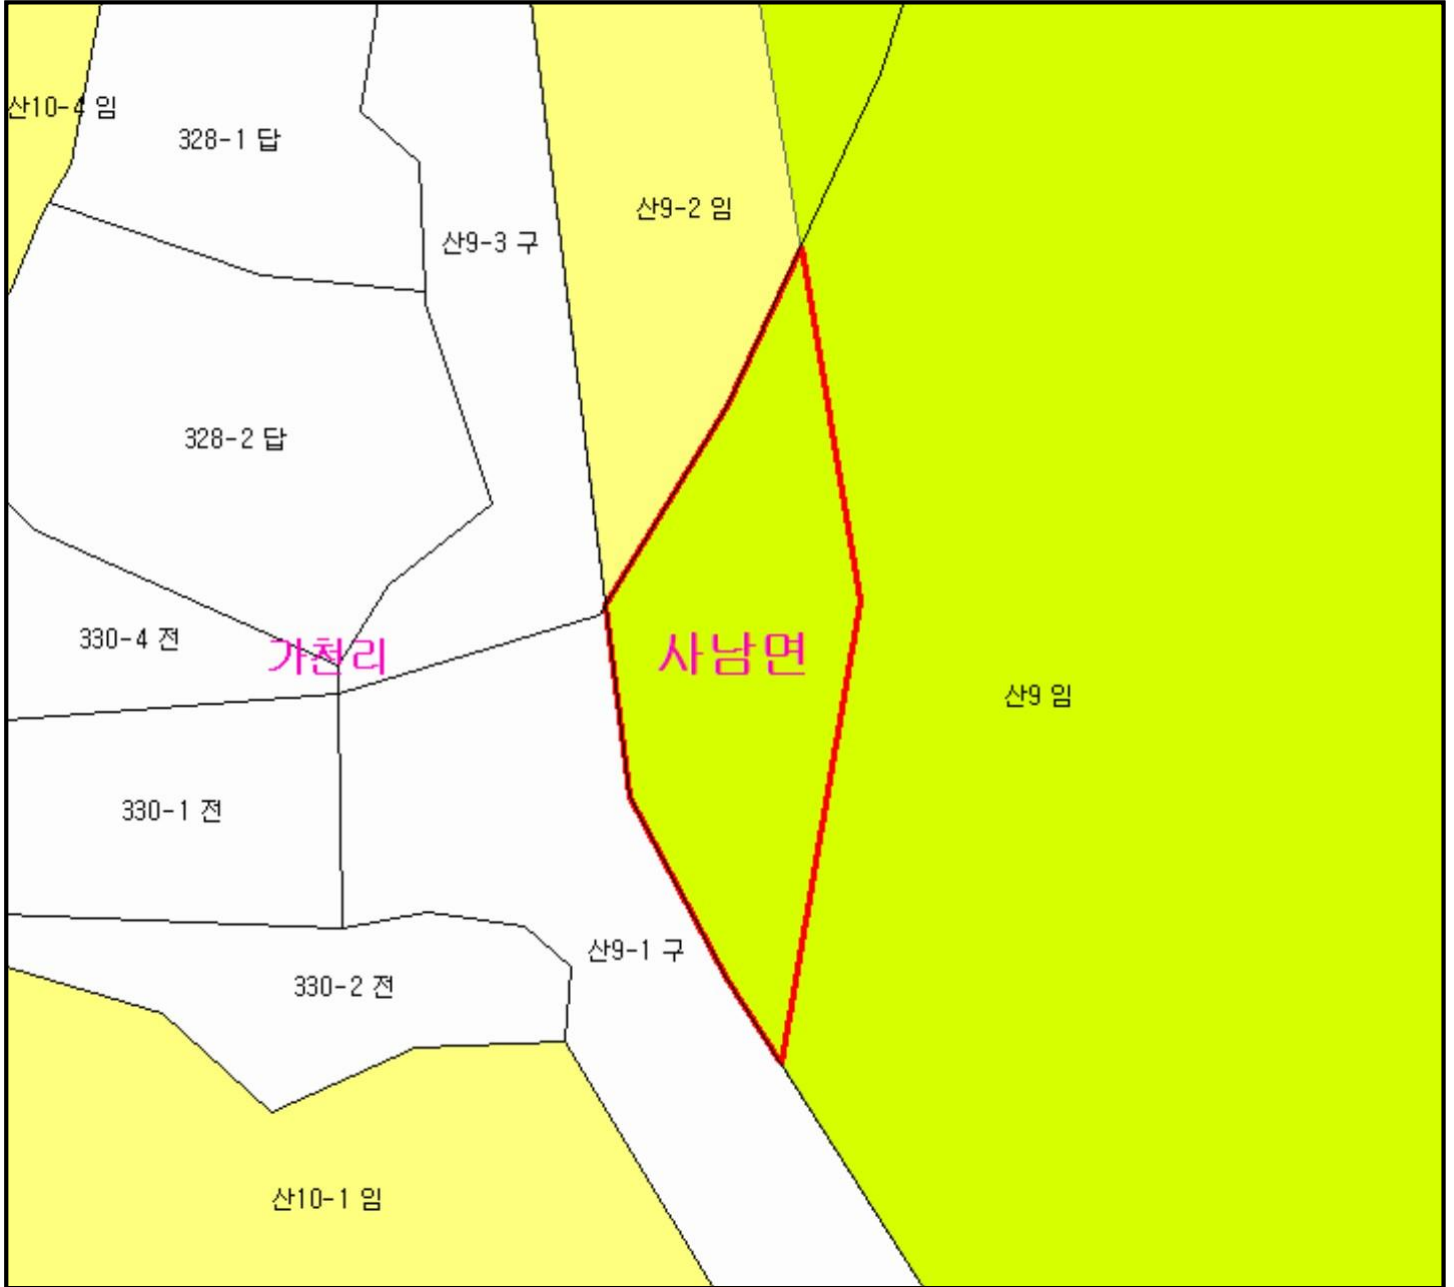 산10-4 임
328-1 답
산9-2 임
산9-3 구
328-2 답
330-4 전
가천리
사남면
산9 임
330-1 전
산9-1 구
330-2 전
산10-1 임